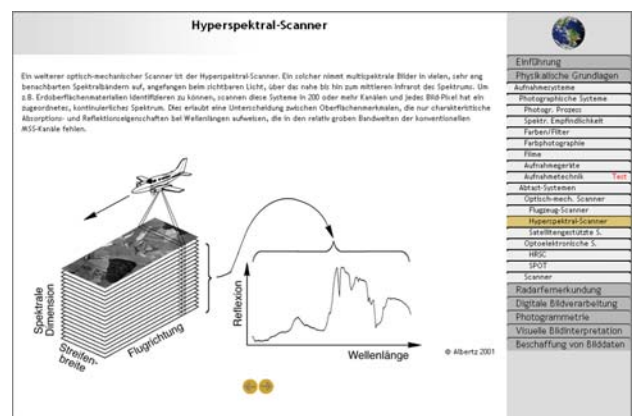 Hyperspektral-Scanner
Ein weiterer optisch-mechanischer Scanner ist der Hyperspektral-Scanner. Ein solcher nimmt multispektrale Bilder in vielen, sehr eng
benachbarten Spektralbändern auf, angefangen beim sichtbaren Licht, über das nahe bis hin zum mittleren Infrarot des Spektrums. Um
z.B. Erdoberflächenmaterialien identifizieren zu können, scannen diese Systeme in 200 oder mehr Kanälen und jedes Bild-Pixel hat ein
zugeordnetes, kontinuierliches Spektrum. Dies erlaubt eine Unterscheidung zwischen Oberflächenmerkmalen, die nur charakteristische
Absorptions- und Reflektionseigenschaften bei Wellenlängen aufweisen, die in den relativ groben Bandweiten der konventionellen
MSS-Kanäle fehlen.
Spektrale
Dimension
Streifen-
breite
Flugrichtung
Reflexion
Wellenlänge
© Albertz 2001
Einführung
Physikalische Grundlagen
Aufnahmesysteme
Photographische Systeme
Photogr. Prozess
Spektr. Empfindlichkeit
Farben/Filter
Farbphotographie
Filme
Aufnahmegeräte
Aufnahmetechnik Test
Abtast-Systemen
Optisch-mech. Scanner
Flugzeug-Scanner
Hyperspektral-Scanner
Satellitengestützte S.
Optoelektronische S.
HRSC
SPOT
Scanner
Radarfernerkundung
Digitale Bildverarbeitung
Photogrammetrie
Visuelle Bildinterpretation
Beschaffung von Bilddaten